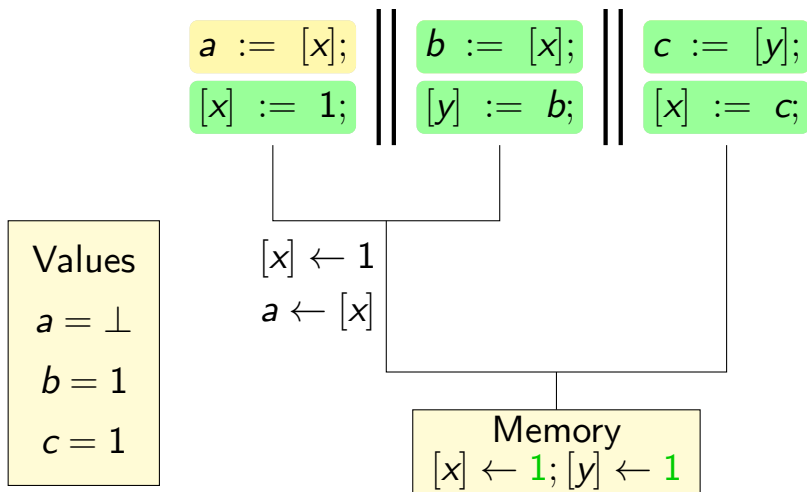 a := [x]; b := [x]; c := [y];
[x] := 1; [y] := b; [x] := c;
[x] ← 1
a ← [x]
Values
a = ⊥
b = 1
c = 1
Memory
[x] ← 1; [y] ← 1